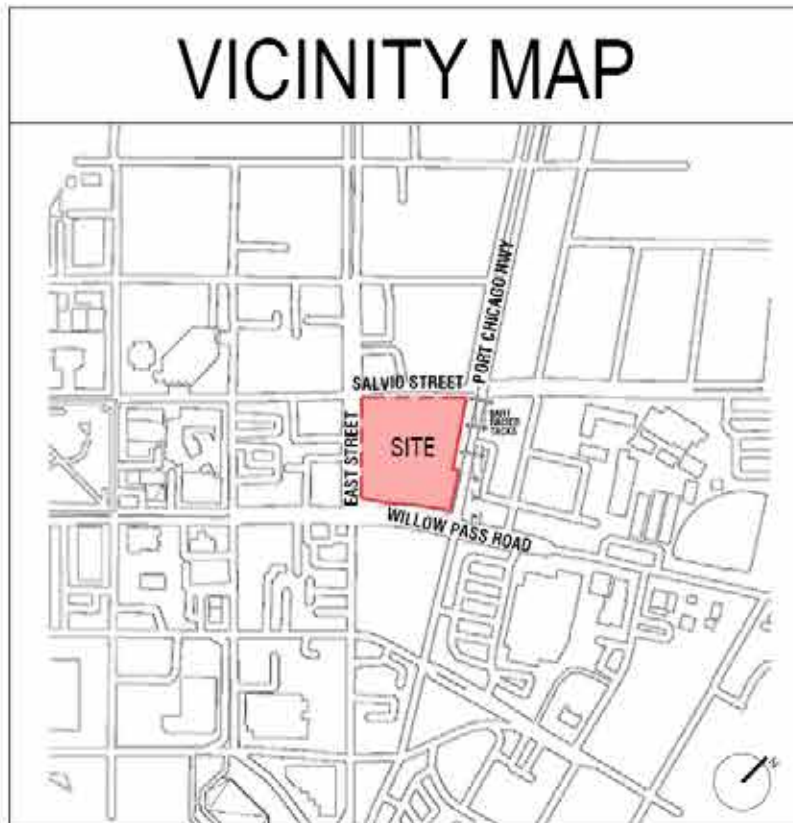 VICINITY MAP
PORT CHICAGO HWY
SALVIO STREET
EAST STREET
SITE
WILLOW PASS ROAD
N